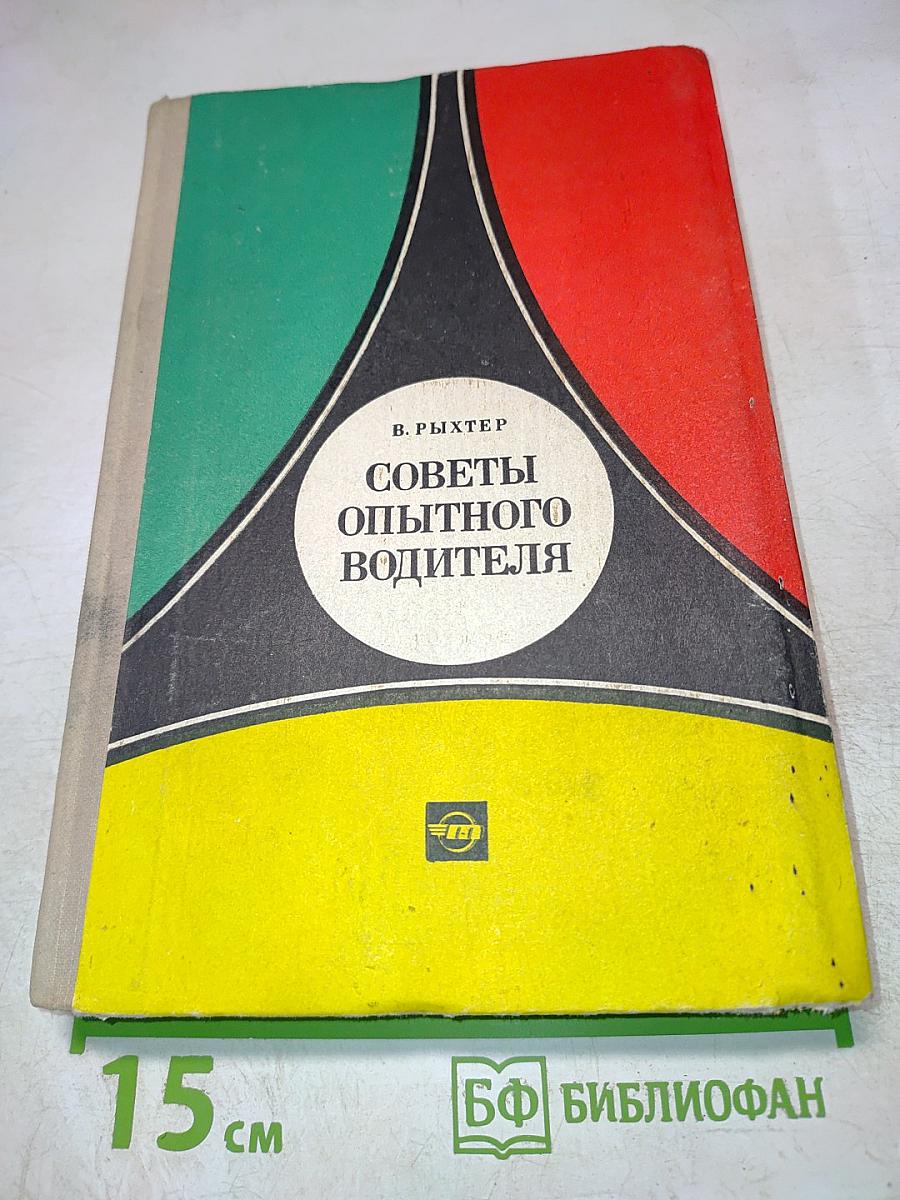 В. РЫХТЕР
СОВЕТЫ
ОПЫТНОГО
ВОДИТЕЛЯ
15 см
БФ БИБЛИОФАН